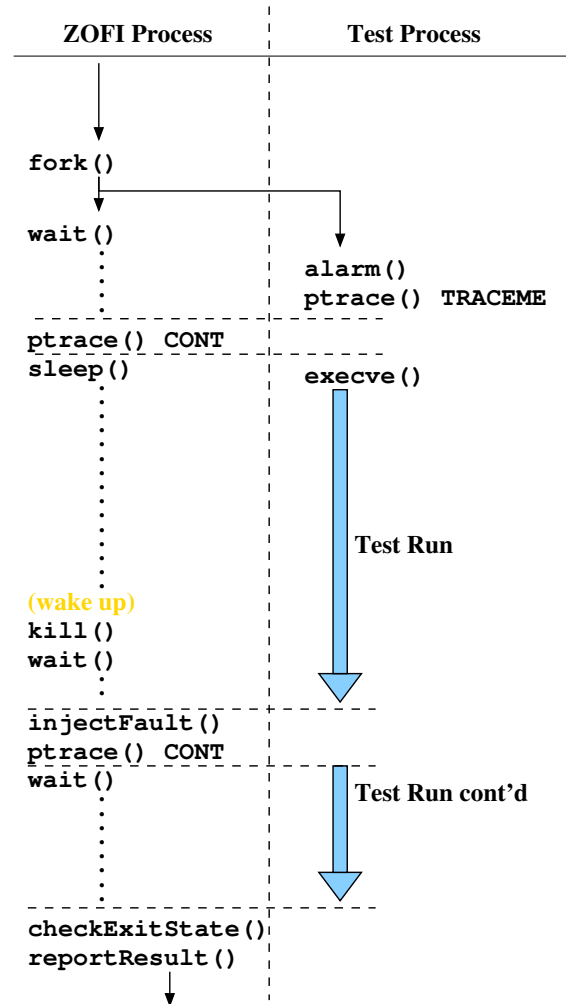 ZOFI Process
Test Process
fork()
wait()
alarm()
ptrace() TRACEME
ptrace() CONT
sleep()
execve()
Test Run
(wake up)
kill()
wait()
injectFault()
ptrace() CONT
wait()
Test Run cont'd
checkExitState()
reportResult()